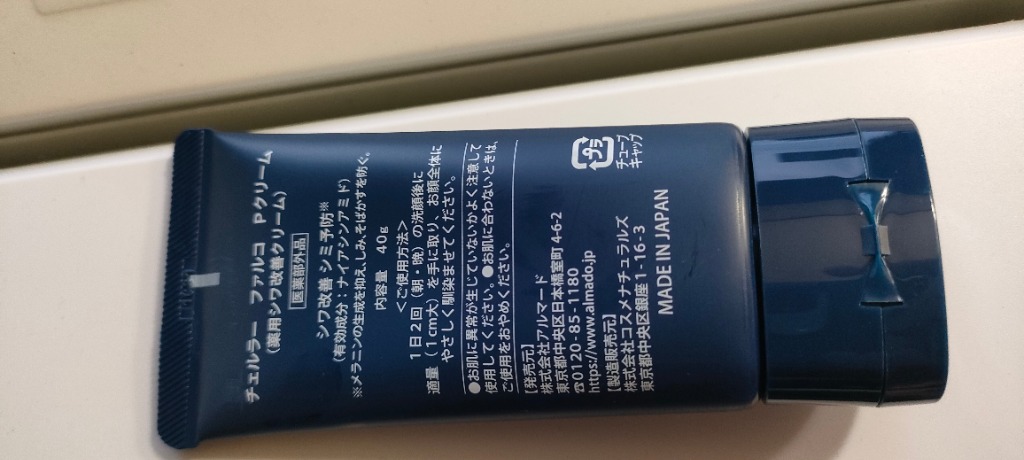 チェルラー ファルコ Pクリーム
(薬用シワ改善クリーム)
医薬部外品
シワ改善 シミ予防※
(有効成分:ナイアシンアミド)
※メラニンの生成を抑え、しみ、そばかすを防ぐ。
内容量 40g
<ご使用方法>
1日2回(朝・晩)の洗顔後に
適量(1cm大)を手に取り、お顔全体に
やさしく馴染ませてください。
●お肌に異常が生じていないかよく注意して
使用してください。●お肌に合わないときは、
ご使用をおやめください。
[発売元]
株式会社アルマード
東京都中央区日本橋室町 4-6-2
☎0120-85-1180
https://www.almado.jp
[製造販売元]
株式会社コスメナチュラルズ
東京都中央区銀座 1-16-3
MADE IN JAPAN
プラ
チューブ
キャップ